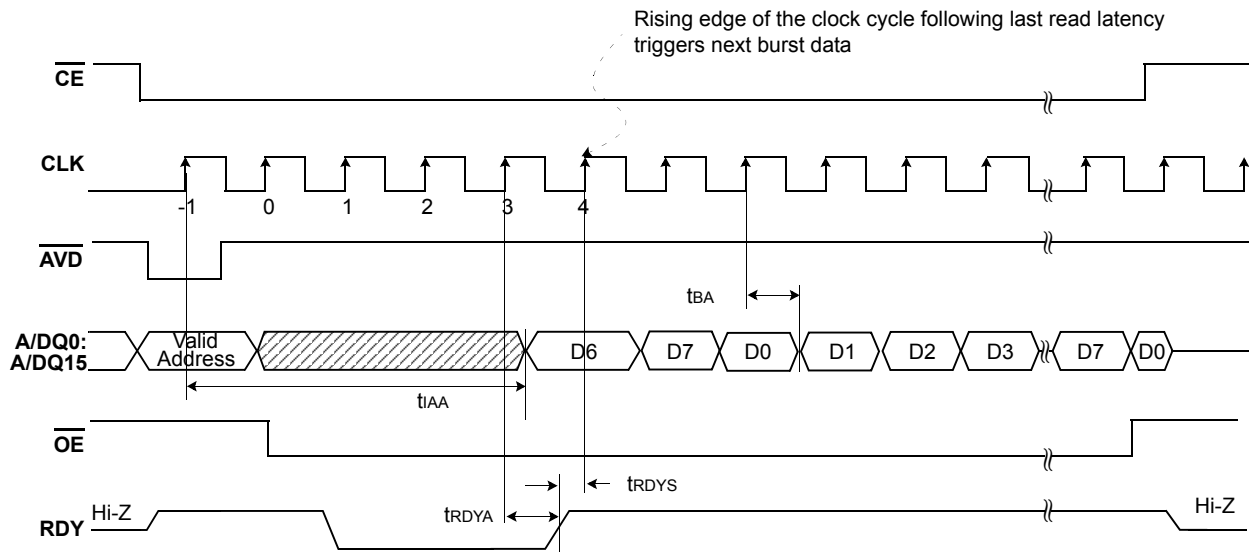 Rising edge of the clock cycle following last read latency
triggers next burst data
CE
CLK
-1 0 1 2 3 4
AVD
tBA
A/DQ0:
A/DQ15
Valid
Address
D6 D7 D0 D1 D2 D3 D7 D0
tIAA
OE
tRDYS
tRDYA
Hi-Z
RDY
Hi-Z